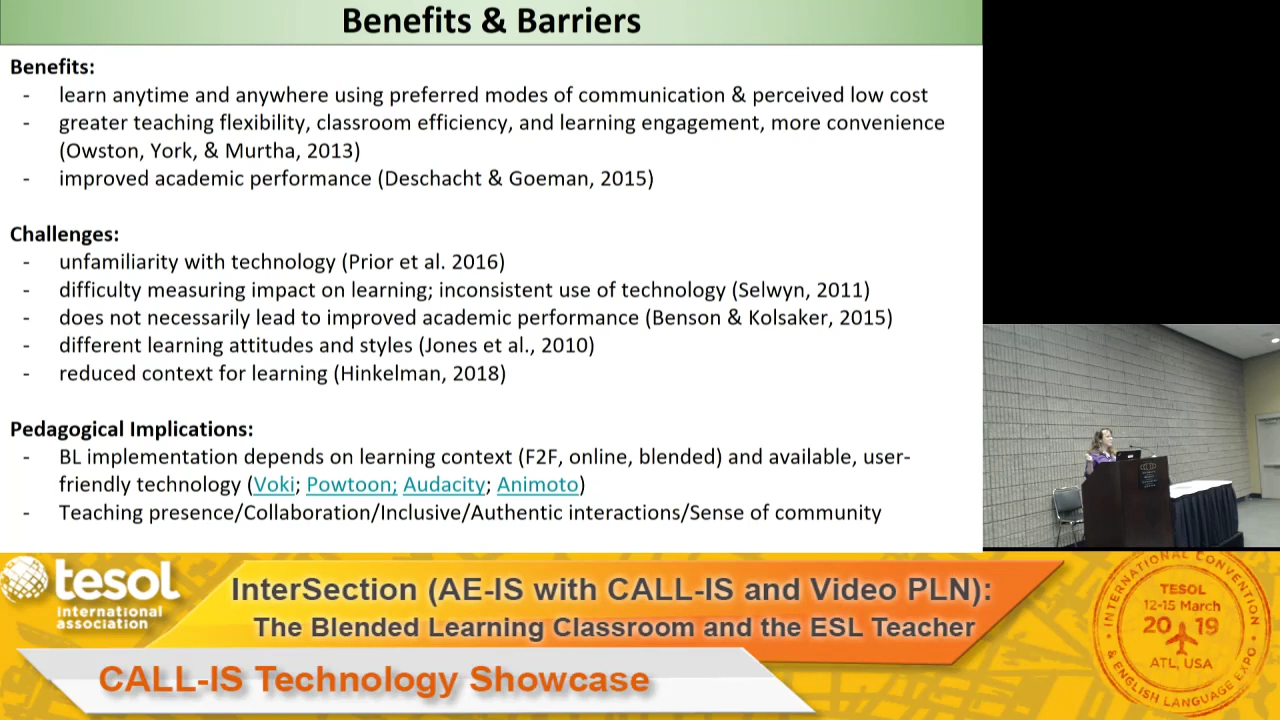 Benefits & Barriers
Benefits:
- learn anytime and anywhere using preferred modes of communication & perceived low cost
- greater teaching flexibility, classroom efficiency, and learning engagement, more convenience
(Owston, York, & Murtha, 2013)
- improved academic performance (Deschacht & Goeman, 2015)
Challenges:
- unfamiliarity with technology (Prior et al. 2016)
- difficulty measuring impact on learning; inconsistent use of technology (Selwyn, 2011)
- does not necessarily lead to improved academic performance (Benson & Kolsaker, 2015)
- different learning attitudes and styles (Jones et al., 2010)
- reduced context for learning (Hinkelman, 2018)
Pedagogical Implications:
- BL implementation depends on learning context (F2F, online, blended) and available, user-
friendly technology (Voki; Powtoon; Audacity; Animoto)
- Teaching presence/Collaboration/Inclusive/Authentic interactions/Sense of community
tesol
international
association
InterSection (AE-IS with CALL-IS and Video PLN):
The Blended Learning Classroom and the ESL Teacher
CALL-IS Technology Showcase
INTERNATIONAL CONVENTION
TESOL
12-15 March
20 19
ATL, USA
& ENGLISH LANGUAGE EXPO